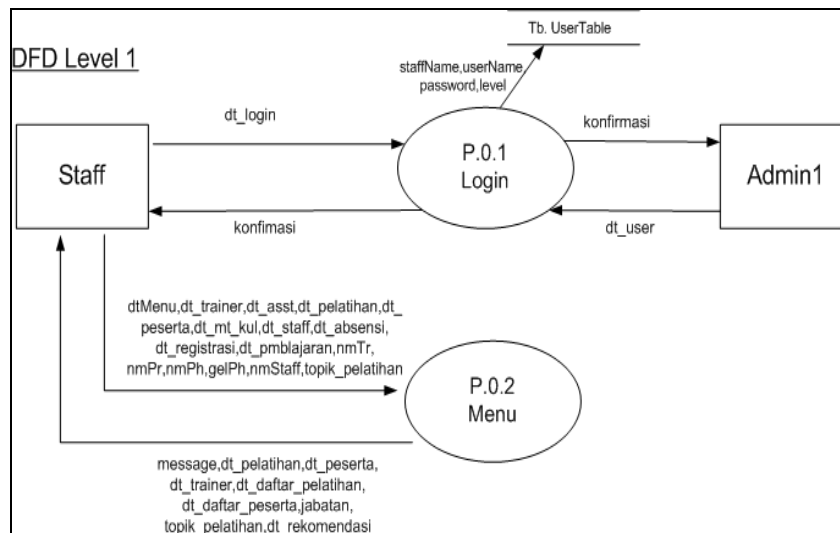 Tb. UserTable
DFD Level 1
staffName,userName,
password,level
dt_login
konfirmasi
Staff
P.0.1
Login
Admin1
konfimasi
dt_user
dtMenu,dt_trainer,dt_asst,dt_pelatihan,dt_
peserta,dt_mt_kul,dt_staff,dt_absensi,
dt_registrasi,dt_pmblajaran,nmTr,
nmPr,nmPh,gelPh,nmStaff,topik_pelatihan
P.0.2
Menu
message,dt_pelatihan,dt_peserta,
dt_trainer,dt_daftar_pelatihan,
dt_daftar_peserta,jabatan,
topik_pelatihan,dt_rekomendasi